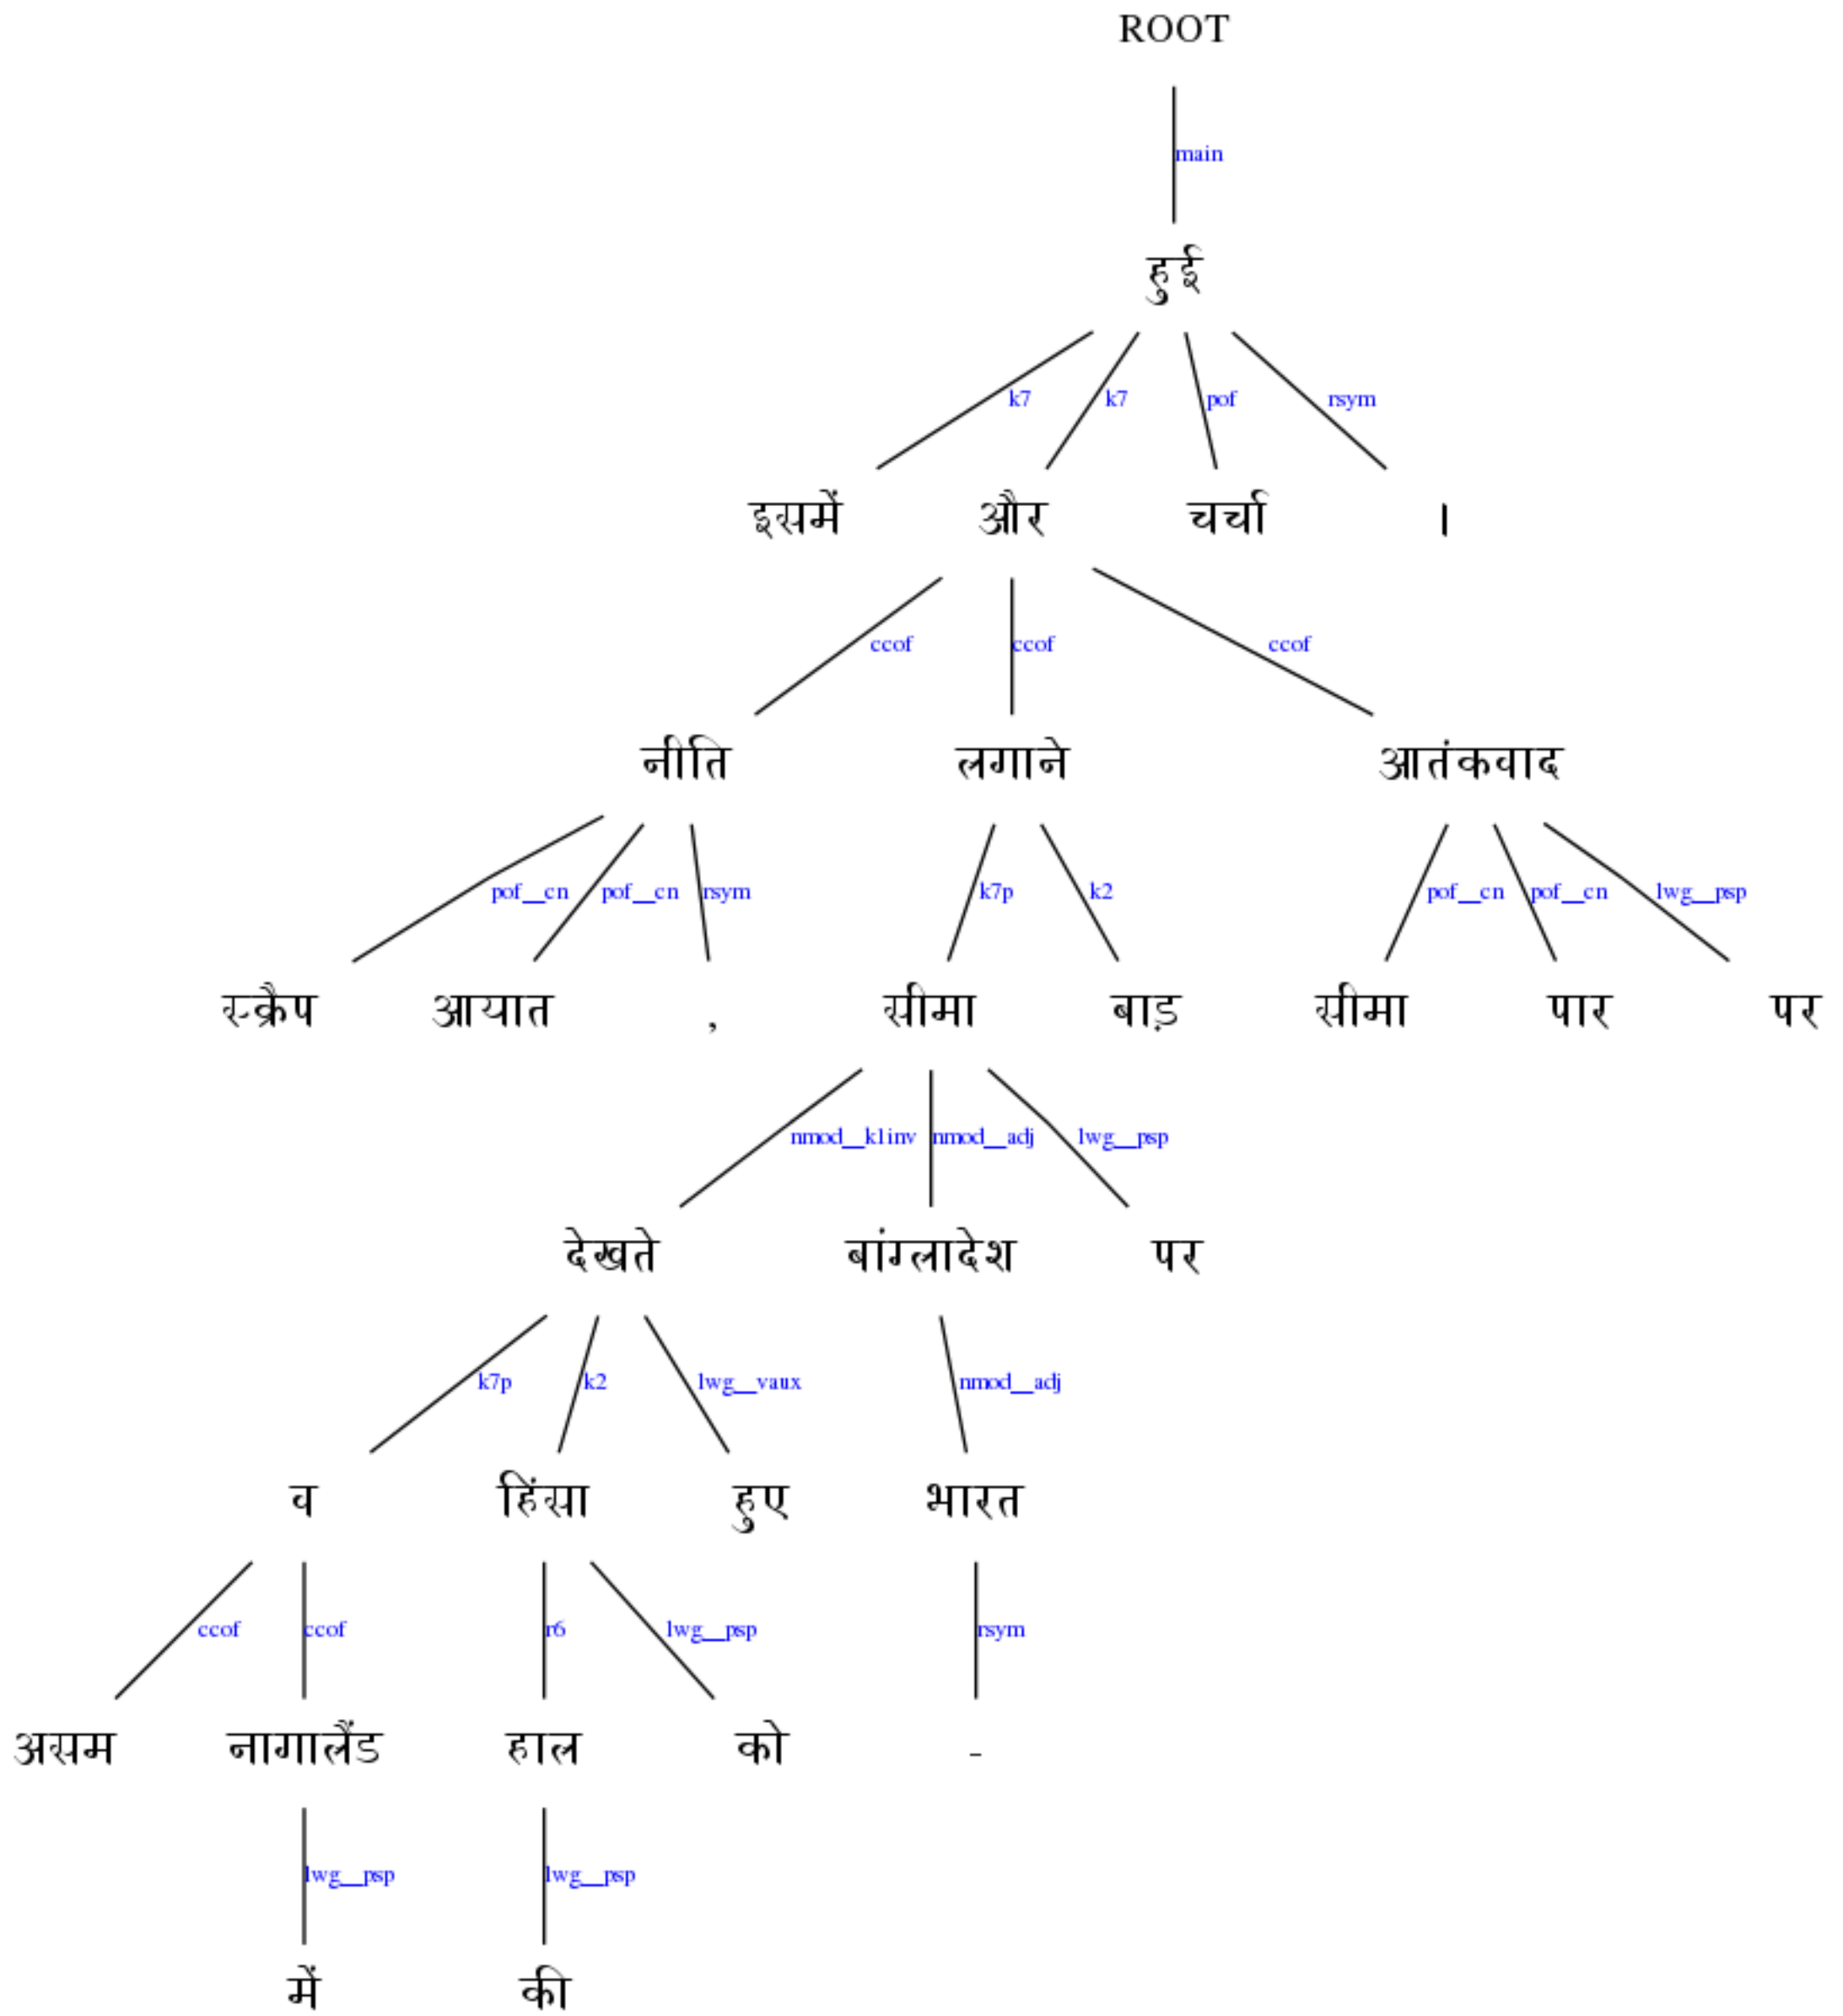 ROOT
main
हुई
k7 k7 pof rsym
इसमें और चर्चा ।
ccof ccof ccof
नीति लगाने आतंकवाद
pof__cn pof__cn rsym k7p k2 pof__cn pof__cn lwg__psp
स्क्रैप आयात , सीमा बाड़ सीमा पार पर
nmod__k1inv nmod__adj lwg__psp
देखते बांग्लादेश पर
k7p k2 lwg__vaux nmod__adj
व हिंसा हुए भारत
ccof ccof r6 lwg__psp rsym
असम नागालैंड हाल को -
lwg__psp lwg__psp
में की